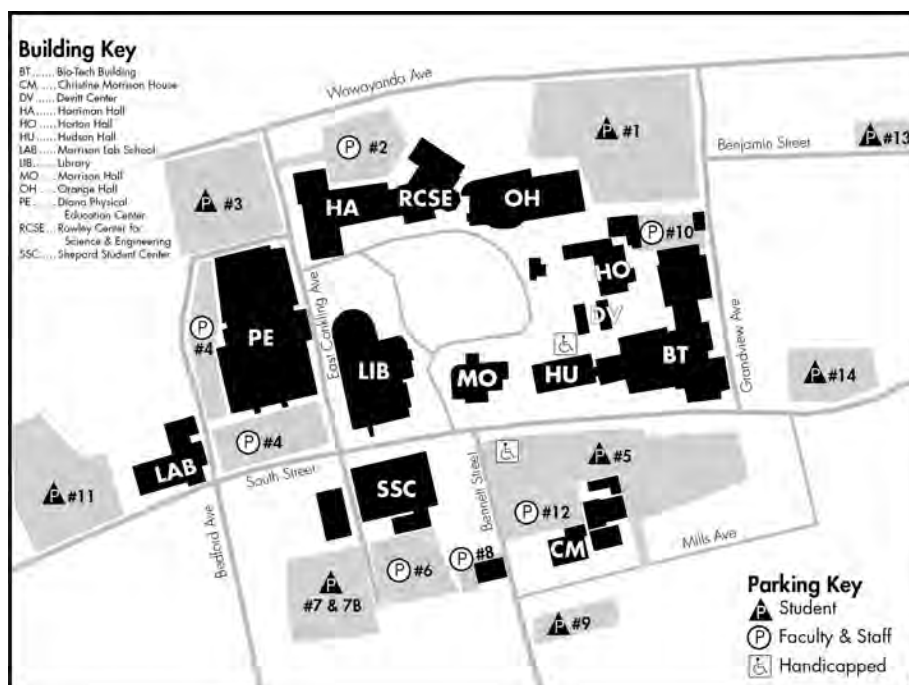 Building Key
BT...... Bio-Tech Building
CM..... Christine Morrison House
DV ..... Devitt Center
HA ..... Harriman Hall
HO ..... Horton Hall
HU ..... Hudson Hall
LAB.... Morrison Lab School
LIB...... Library
MO .... Morrison Hall
OH .... Orange Hall
PE ...... Diana Physical
Education Center
RCSE... Rowley Center for
Science & Engineering
SSC..... Shepard Student Center
Wawayanda Ave
P #1
P #2
P #13
Benjamin Street
P #3
HA
RCSE
OH
P #10
HO
East Conkling Ave
DV
P
#4
PE
LIB
MO
HU
BT
Grandview Ave
P #14
P #4
South Street
LAB
P #11
SSC
Bennett Street
P #5
P #12
CM
Mills Ave
Bedford Ave
P
#7 & 7B
P #6
P #8
P #9
Parking Key
P Student
P Faculty & Staff
Handicapped